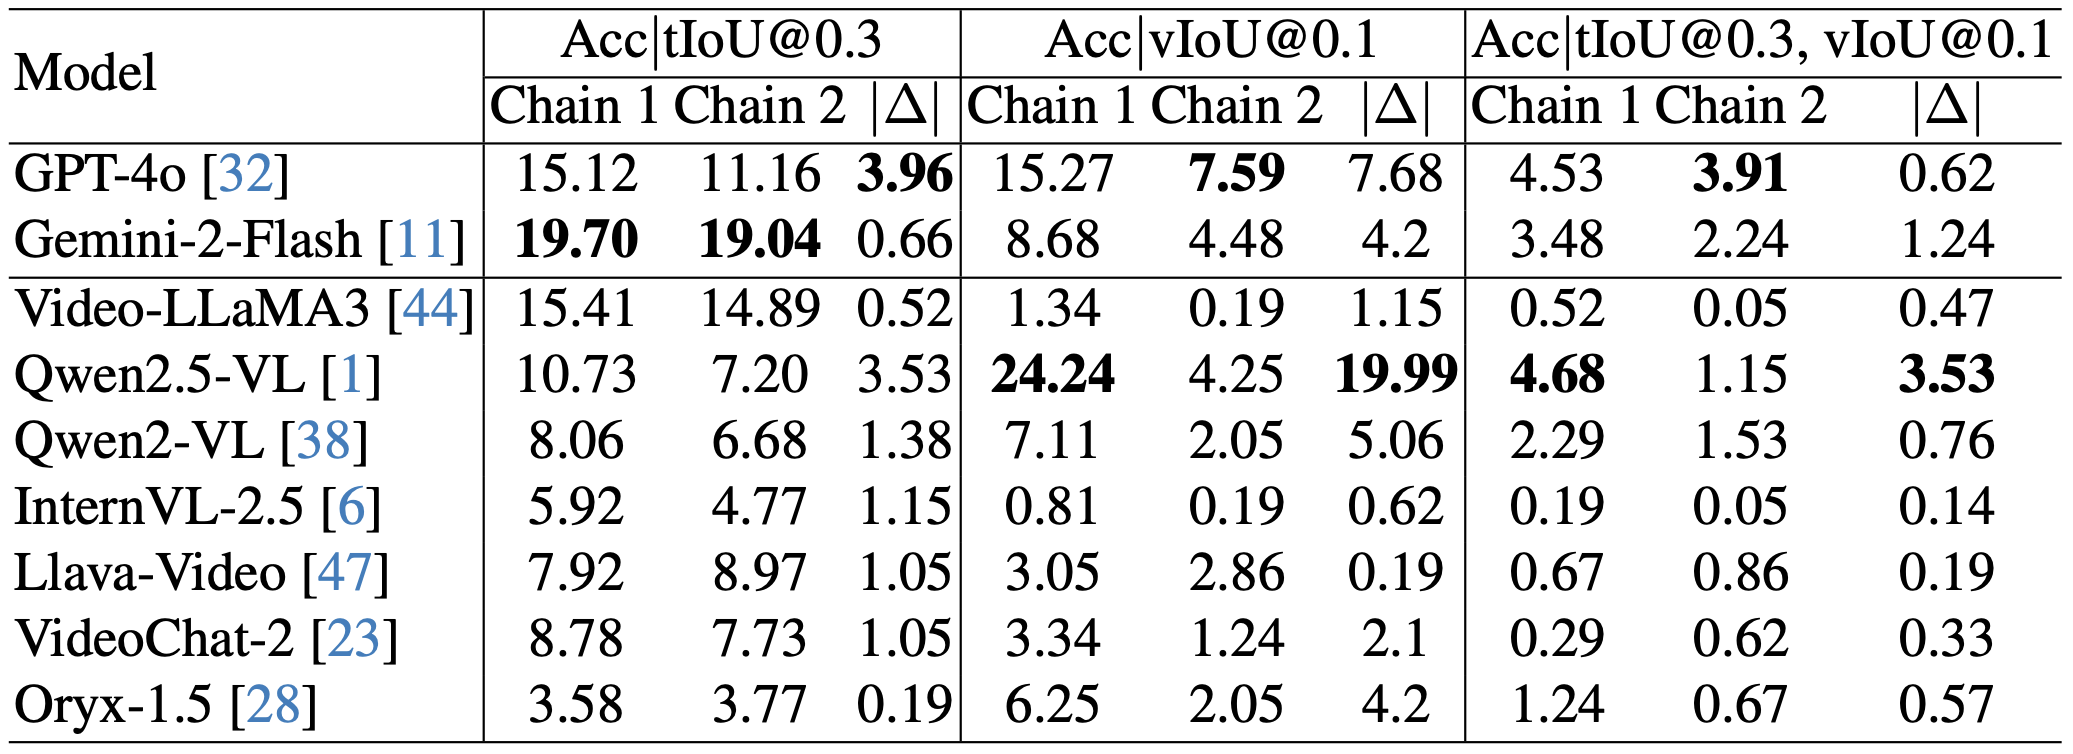 Model Acc|tIoU@0.3 Acc|vIoU@0.1 Acc|tIoU@0.3, vIoU@0.1
Chain 1 Chain 2 |Δ| Chain 1 Chain 2 |Δ| Chain 1 Chain 2 |Δ|
GPT-4o [32] 15.12 11.16 3.96 15.27 7.59 7.68 4.53 3.91 0.62
Gemini-2-Flash [11] 19.70 19.04 0.66 8.68 4.48 4.2 3.48 2.24 1.24
Video-LLaMA3 [44] 15.41 14.89 0.52 1.34 0.19 1.15 0.52 0.05 0.47
Qwen2.5-VL [1] 10.73 7.20 3.53 24.24 4.25 19.99 4.68 1.15 3.53
Qwen2-VL [38] 8.06 6.68 1.38 7.11 2.05 5.06 2.29 1.53 0.76
InternVL-2.5 [6] 5.92 4.77 1.15 0.81 0.19 0.62 0.19 0.05 0.14
Llava-Video [47] 7.92 8.97 1.05 3.05 2.86 0.19 0.67 0.86 0.19
VideoChat-2 [23] 8.78 7.73 1.05 3.34 1.24 2.1 0.29 0.62 0.33
Oryx-1.5 [28] 3.58 3.77 0.19 6.25 2.05 4.2 1.24 0.67 0.57